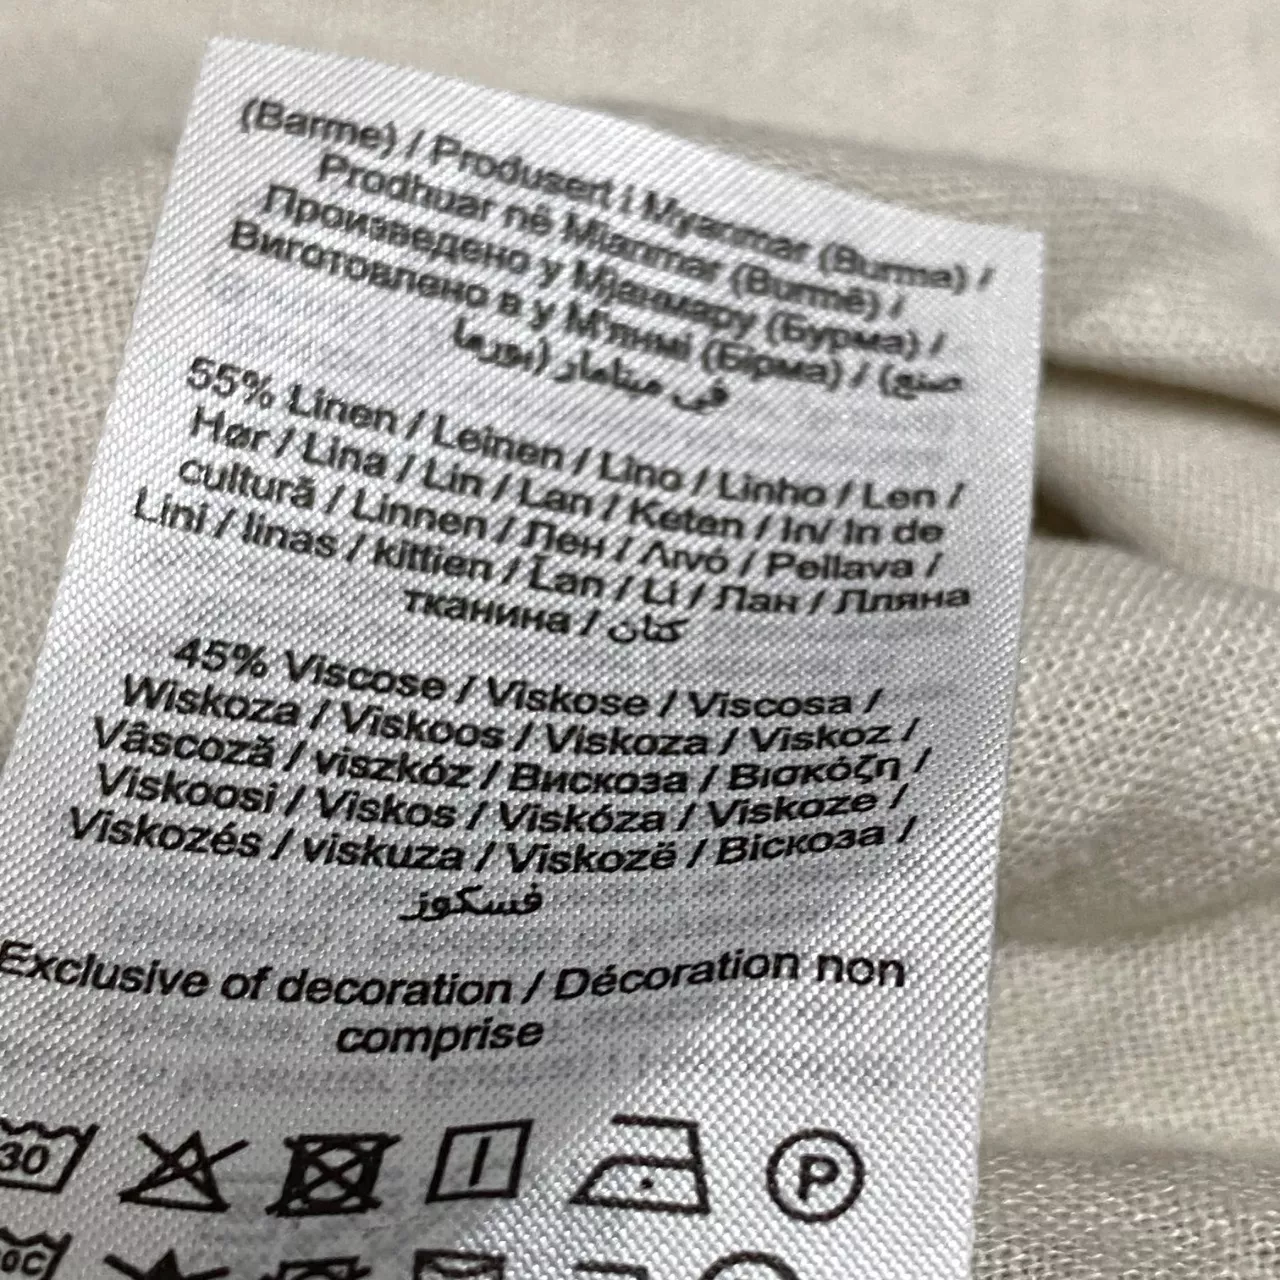 (Barme) / Produsert i Myanmar (Burma) /
Prodhuar në Mianmar (Burmë) /
Произведено у Мјанмару (Бурма) /
Виготовлено в у М'янмі (Бірма) / (صنع
في ميتامار (بورما
55% Linen / Leinen / Lino / Linho / Len /
Hør / Lina / Lin / Lan / Keten / In/ In de
cultură / Linnen / Лен / Λινό / Pellava /
Lini / linas / kittien / Lan / Li / Лан / Лляна
тканина / كتان
45% Viscose / Viskose / Viscosa /
Wiskoza / Viskoos / Viskoza / Viskoz /
Vâscoză / viszkóz / Вискоза / Βισκόζη /
Viskoosi / Viskos / Viskóza / Viskoze /
Viskozés / viskuza / Viskozë / Віскоза /
فسكوز
Exclusive of decoration / Décoration non
comprise
30
P